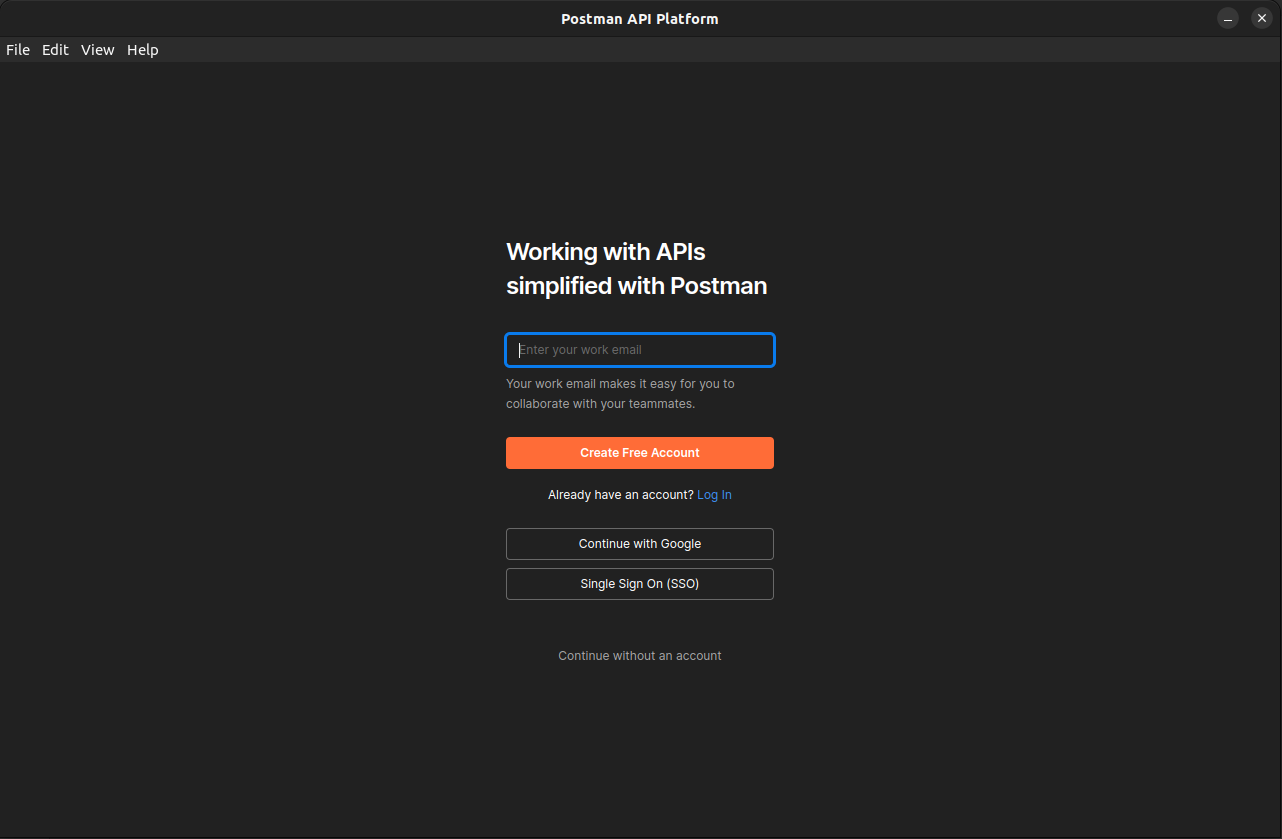 Postman API Platform
File Edit View Help
Working with APIs
simplified with Postman
Enter your work email
Your work email makes it easy for you to
collaborate with your teammates.
Create Free Account
Already have an account? Log In
Continue with Google
Single Sign On (SSO)
Continue without an account